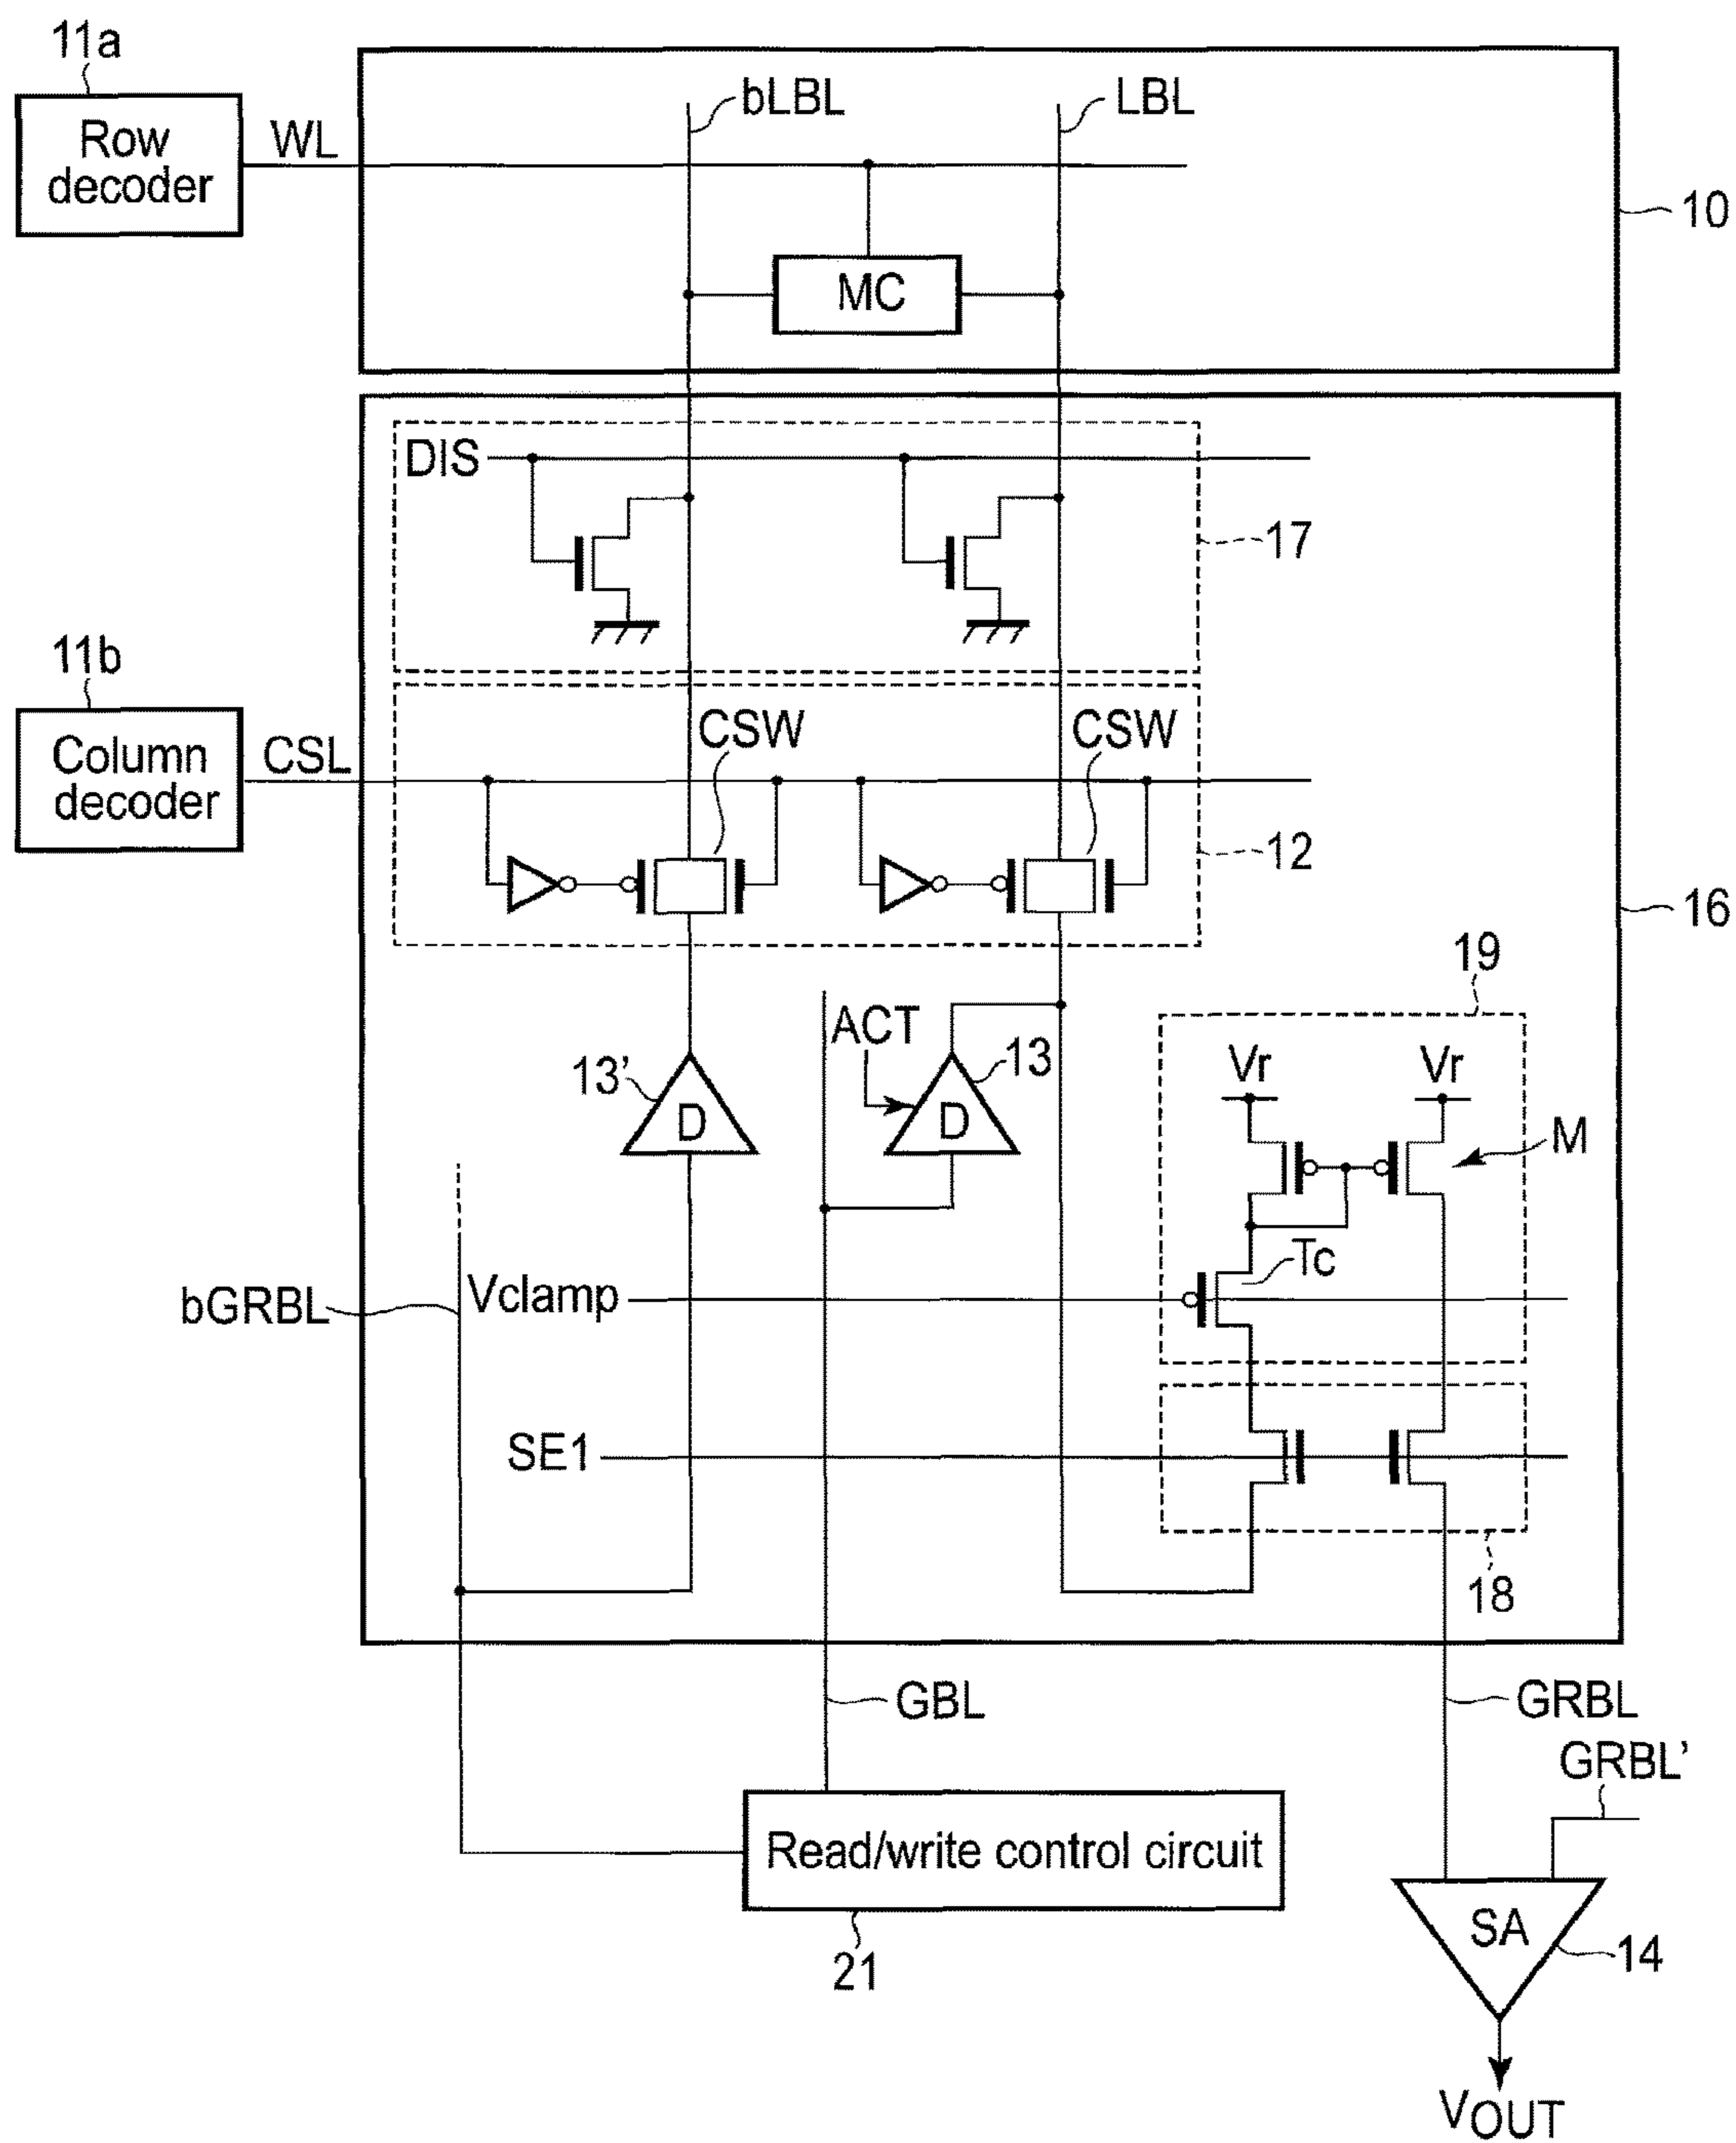 11a
Row
decoder
WL
bLBL
LBL
10
MC
DIS
17
11b
Column
decoder
CSL
CSW
CSW
12
16
19
ACT
13'
D
13
D
Vr
Vr
M
Tc
bGRBL
Vclamp
SE1
18
GBL
GRBL
GRBL'
Read/write control circuit
21
SA
14
VOUT